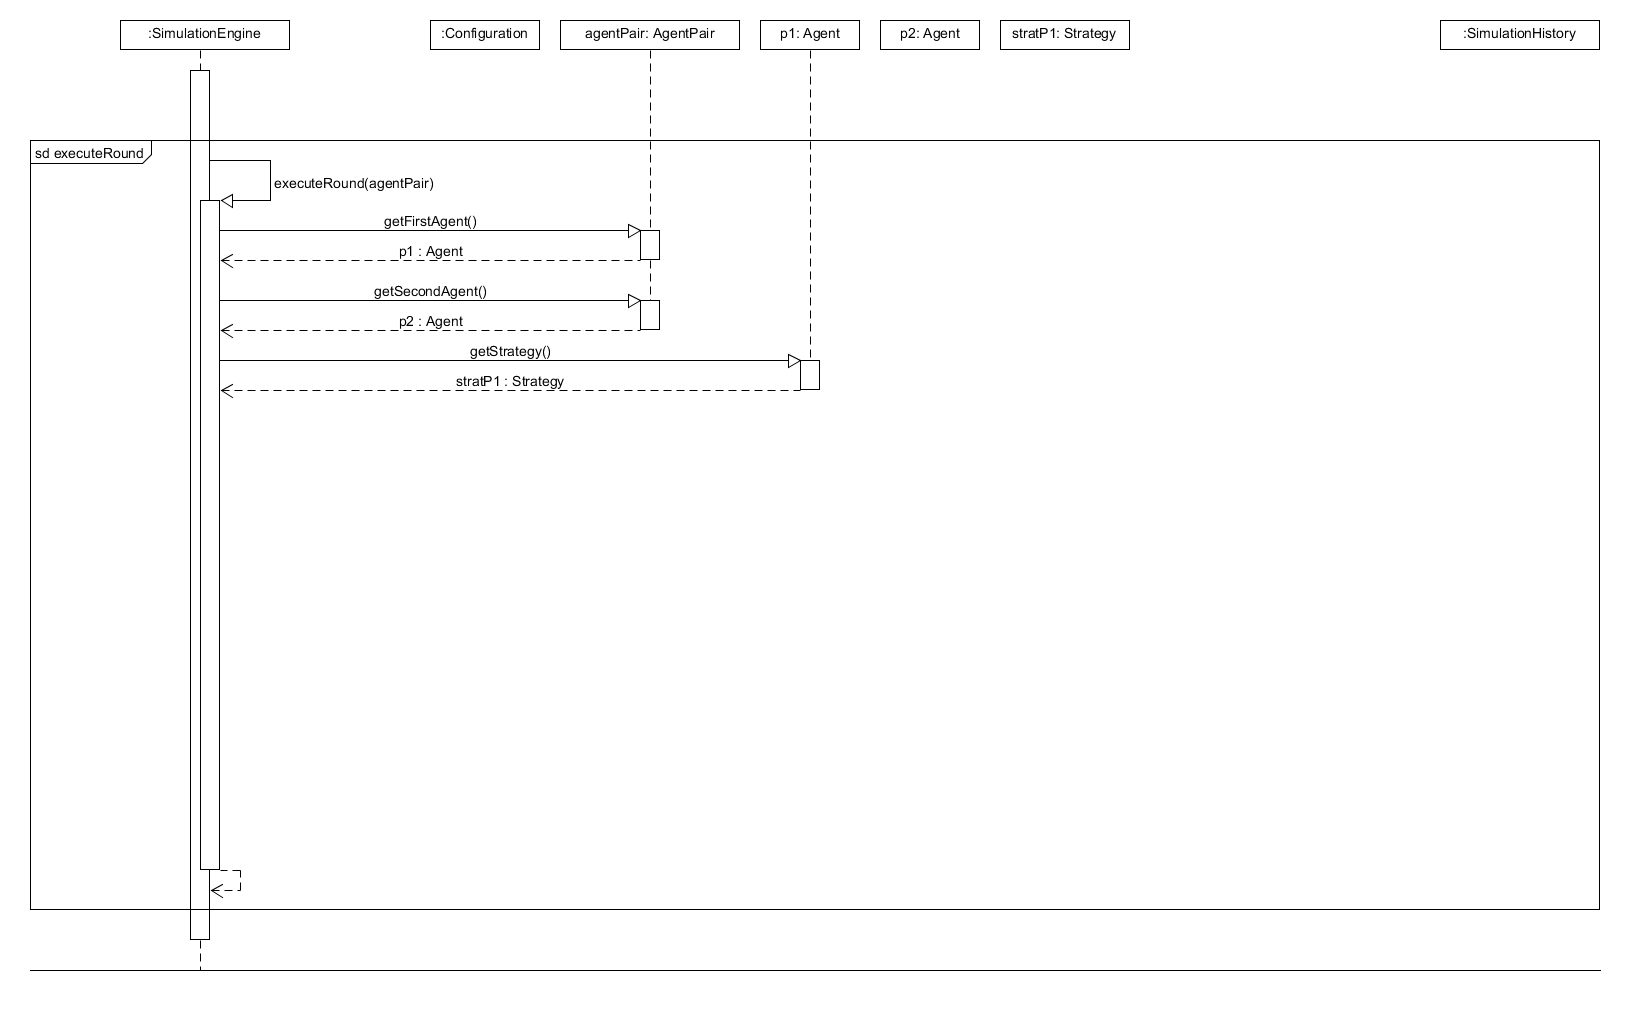 :SimulationEngine
:Configuration
agentPair: AgentPair
p1: Agent
p2: Agent
stratP1: Strategy
:SimulationHistory
sd executeRound
executeRound(agentPair)
getFirstAgent()
p1 : Agent
getSecondAgent()
p2 : Agent
getStrategy()
stratP1 : Strategy